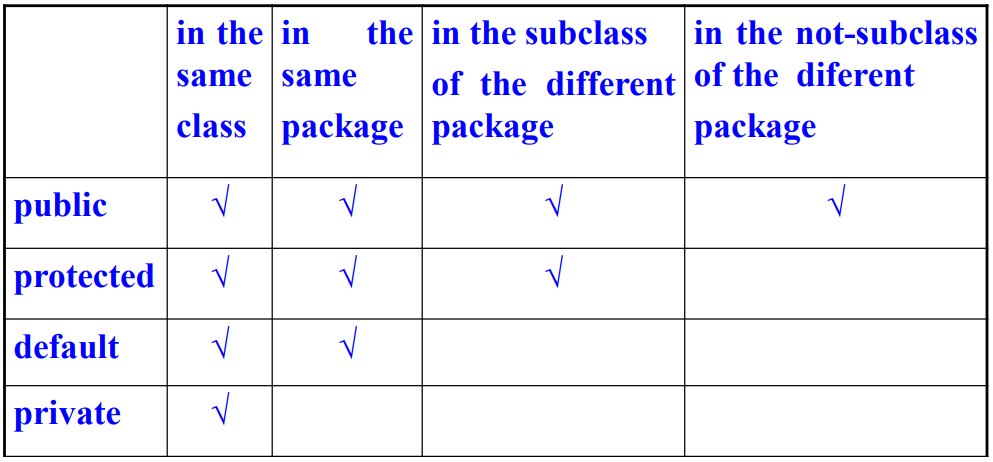 in the same class
in the same package
in the subclass of the different package
in the not-subclass of the diferent package
public √ √ √ √
protected √ √ √
default √ √
private √